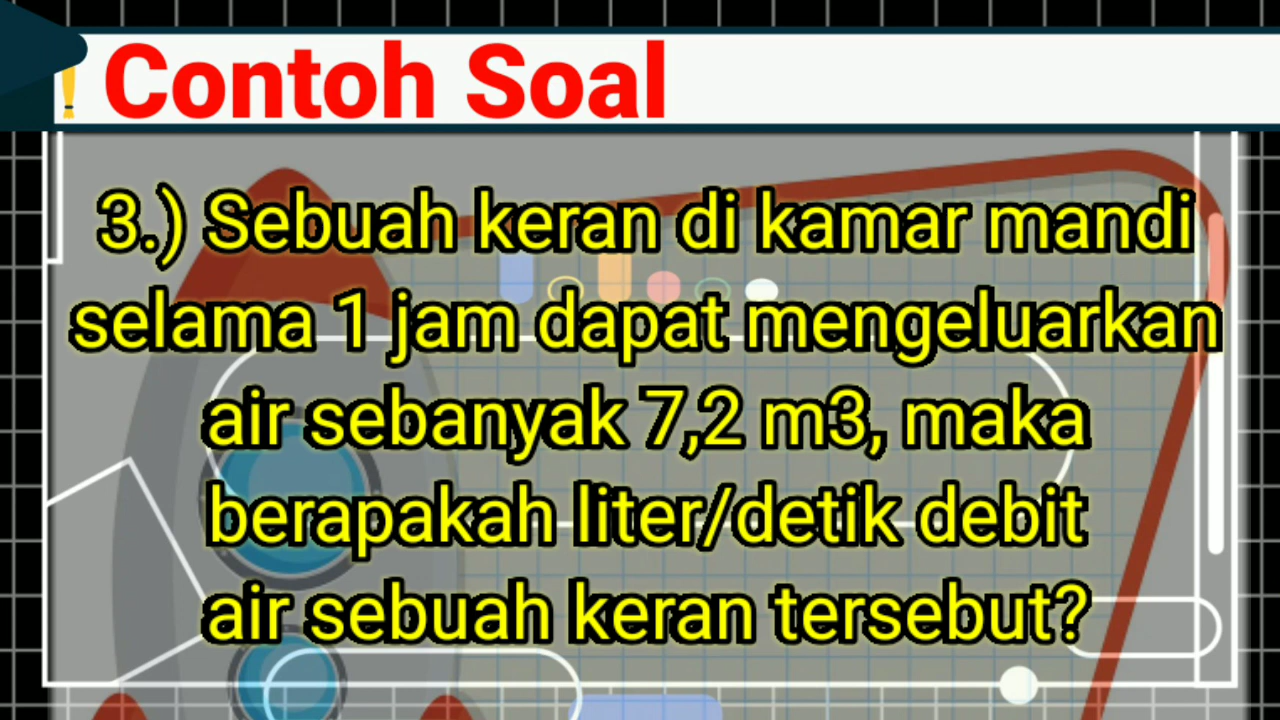 Contoh Soal
3.) Sebuah keran di kamar mandi
selama 1 jam dapat mengeluarkan
air sebanyak 7,2 m3, maka
berapakah liter/detik debit
air sebuah keran tersebut?